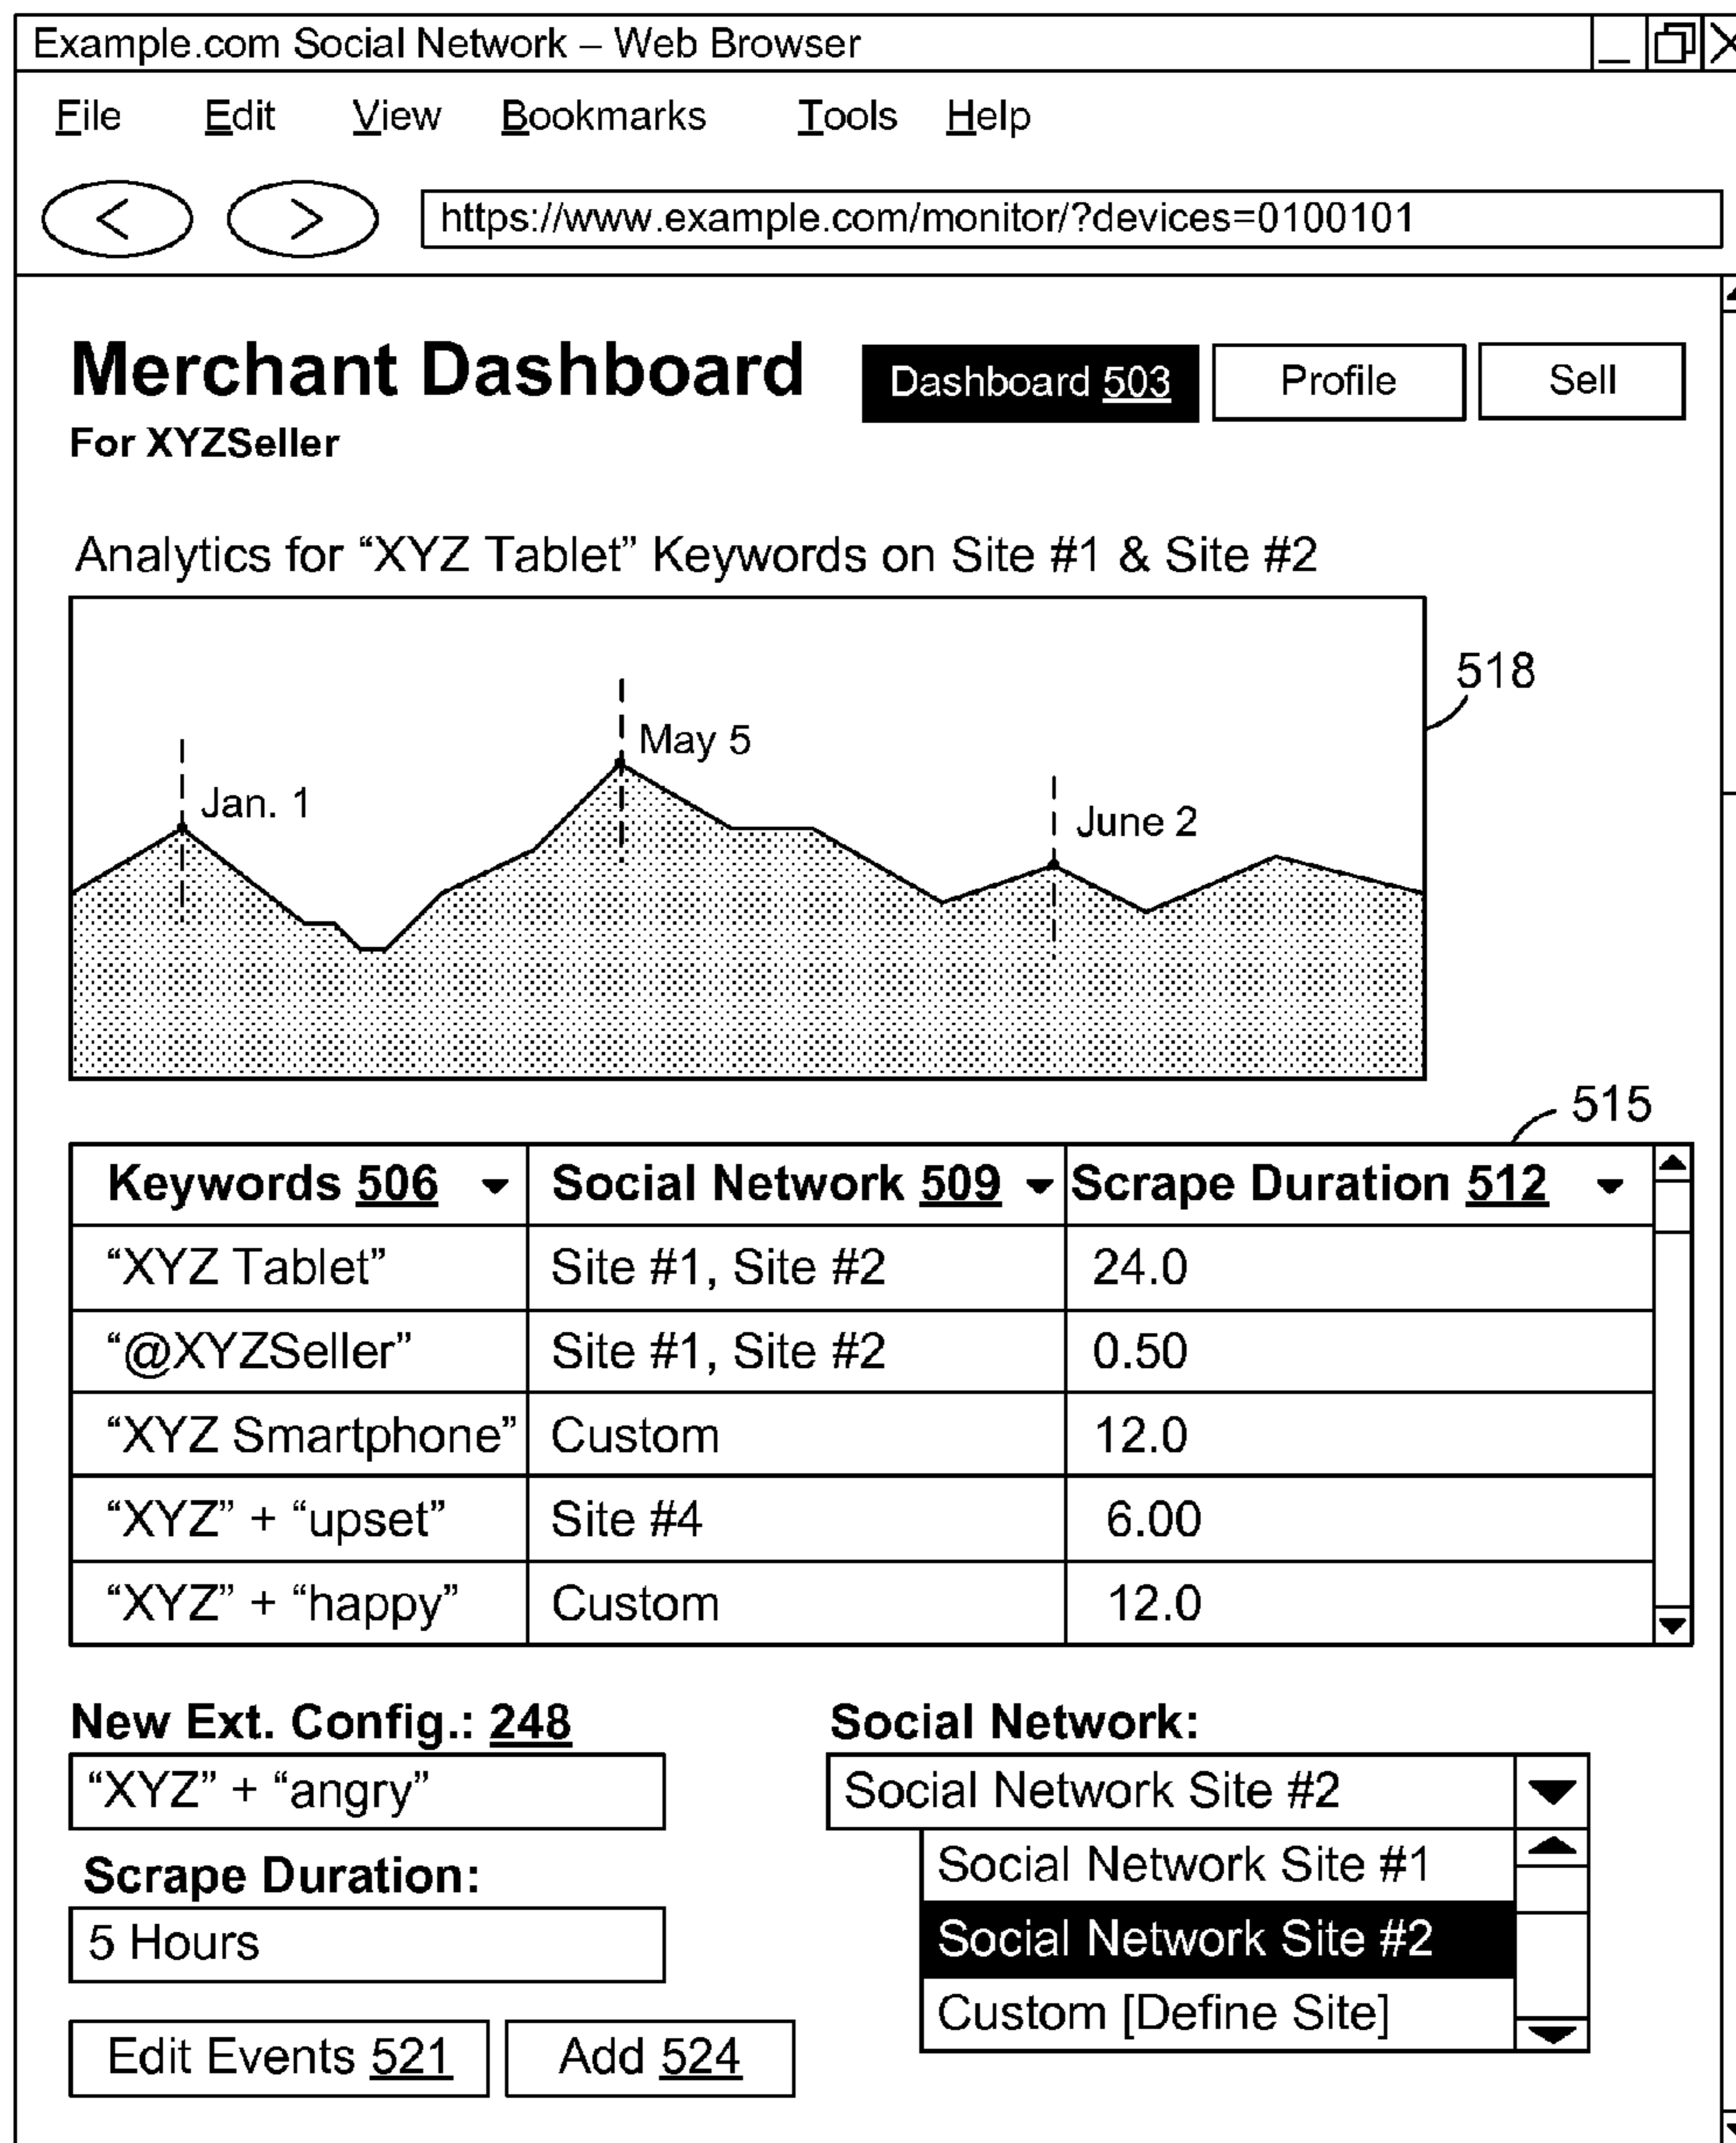 Example.com Social Network – Web Browser
File Edit View Bookmarks Tools Help
< > https://www.example.com/monitor/?devices=0100101
Merchant Dashboard Dashboard 503 Profile Sell
For XYZSeller
Analytics for “XYZ Tablet” Keywords on Site #1 & Site #2
518
May 5
Jan. 1
June 2
515
Keywords 506 Social Network 509 Scrape Duration 512
“XYZ Tablet” Site #1, Site #2 24.0
“@XYZSeller” Site #1, Site #2 0.50
“XYZ Smartphone” Custom 12.0
“XYZ” + “upset” Site #4 6.00
“XYZ” + “happy” Custom 12.0
New Ext. Config.: 248 Social Network:
“XYZ” + “angry” Social Network Site #2
Scrape Duration: Social Network Site #1
5 Hours Social Network Site #2
Custom [Define Site]
Edit Events 521 Add 524